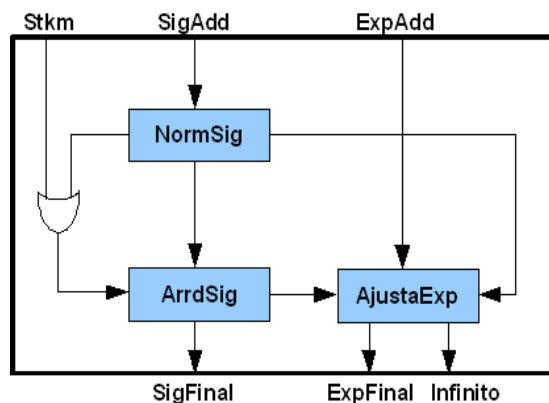 Stkm SigAdd ExpAdd
NormSig
ArrdSig AjustaExp
SigFinal ExpFinal Infinito